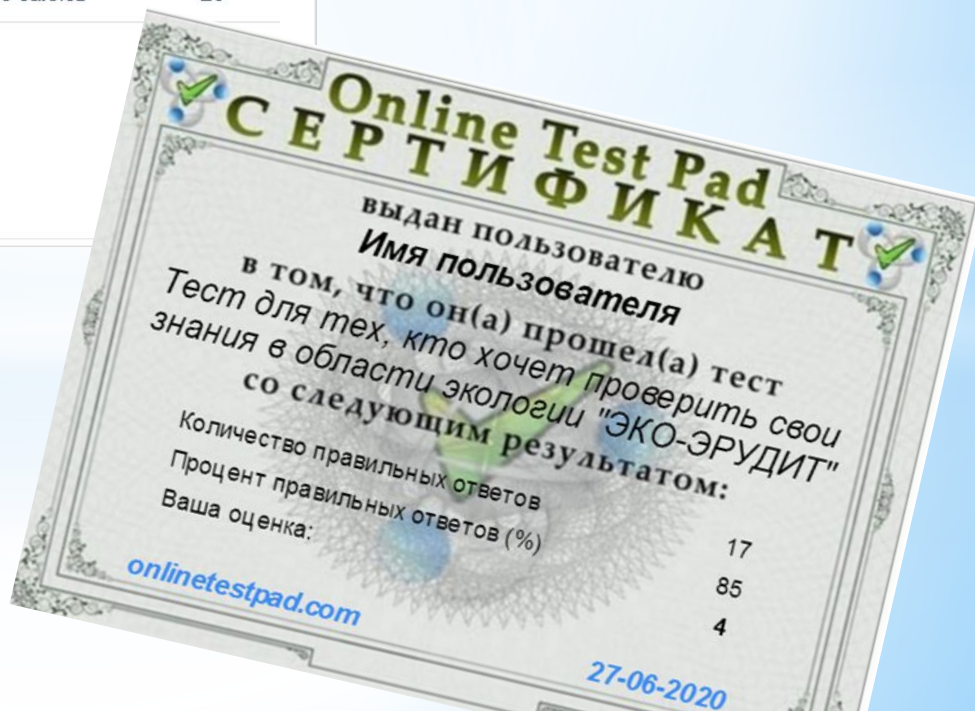 Online Test Pad
СЕРТИФИКАТ
выдан пользователю
Имя пользователя
в том, что он(а) прошел(а) тест
Тест для тех, кто хочет проверить свои
знания в области экологии "ЭКО-ЭРУДИТ"
со следующим результатом:
Количество правильных ответов 17
Процент правильных ответов (%) 85
Ваша оценка: 4
onlinetestpad.com
27-06-2020